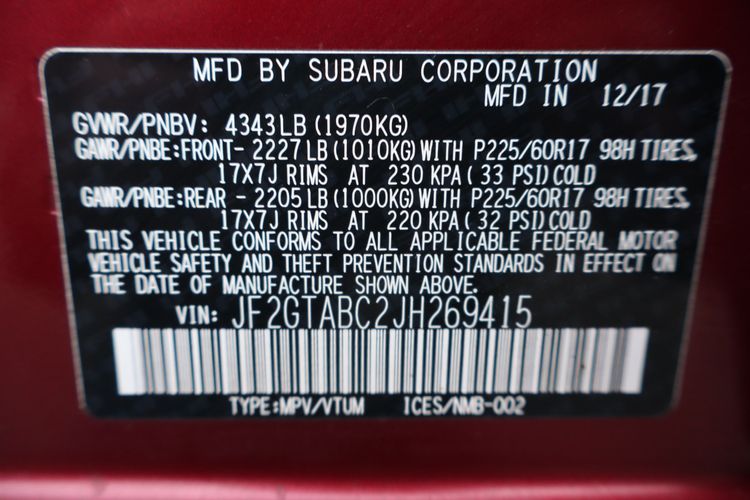 MFD BY SUBARU CORPORATION
MFD IN 12/17
GVWR/PNBV: 4343LB (1970KG)
GAWR/PNBE:FRONT- 2227LB (1010KG) WITH P225/60R17 98H TIRES,
17X7J RIMS AT 230 KPA ( 33 PSI) COLD
GAWR/PNBE:REAR - 2205LB (1000KG) WITH P225/60R17 98H TIRES,
17X7J RIMS AT 220 KPA ( 32 PSI) COLD
THIS VEHICLE CONFORMS TO ALL APPLICABLE FEDERAL MOTOR
VEHICLE SAFETY AND THEFT PREVENTION STANDARDS IN EFFECT ON
THE DATE OF MANUFACTURE SHOWN ABOVE.
VIN: JF2GTABC2JH269415
TYPE:MPV/VTUM ICES/NMB-002